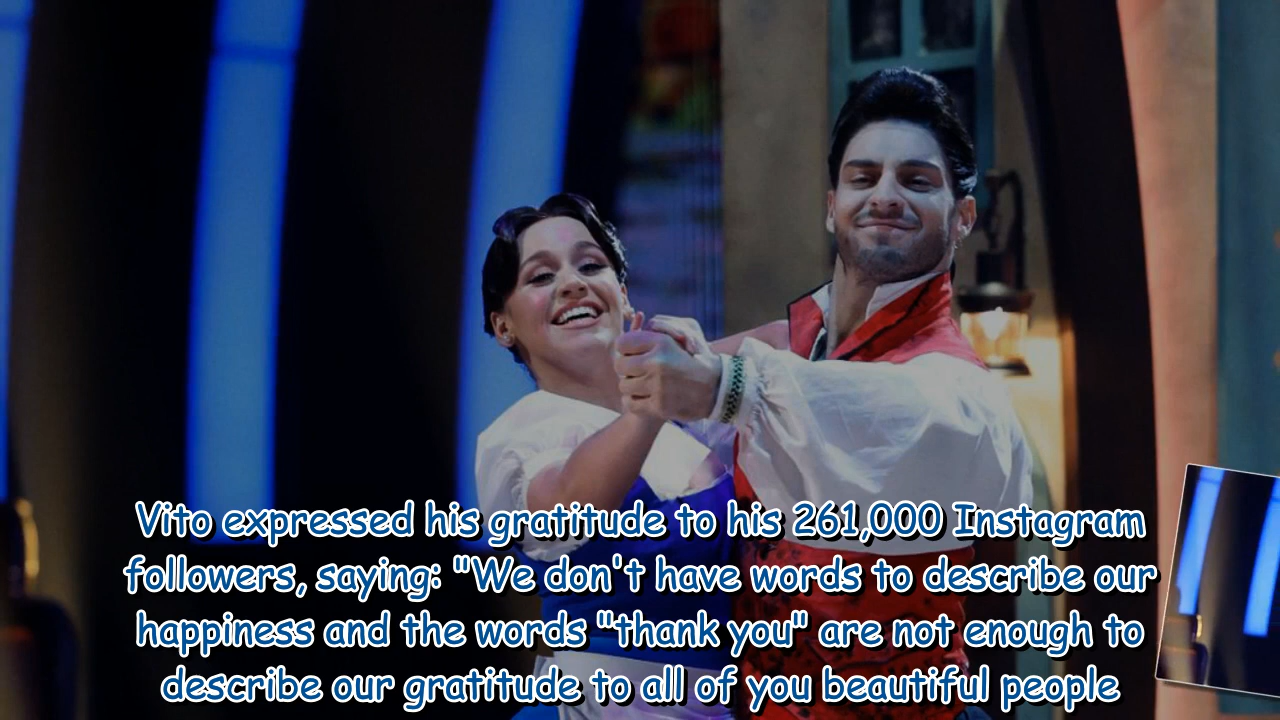 Vito expressed his gratitude to his 261,000 Instagram
followers, saying: "We don't have words to describe our
happiness and the words "thank you" are not enough to
describe our gratitude to all of you beautiful people